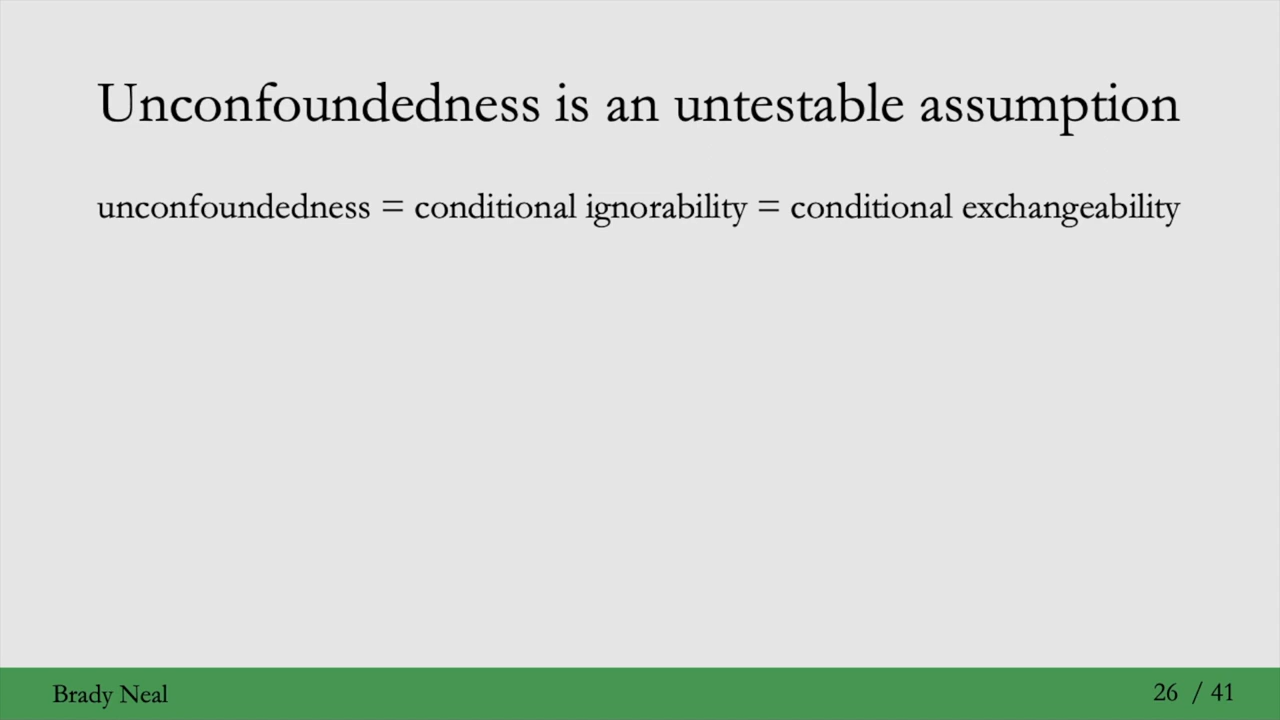 Unconfoundedness is an untestable assumption
unconfoundedness = conditional ignorability = conditional exchangeability
Brady Neal
26 / 41